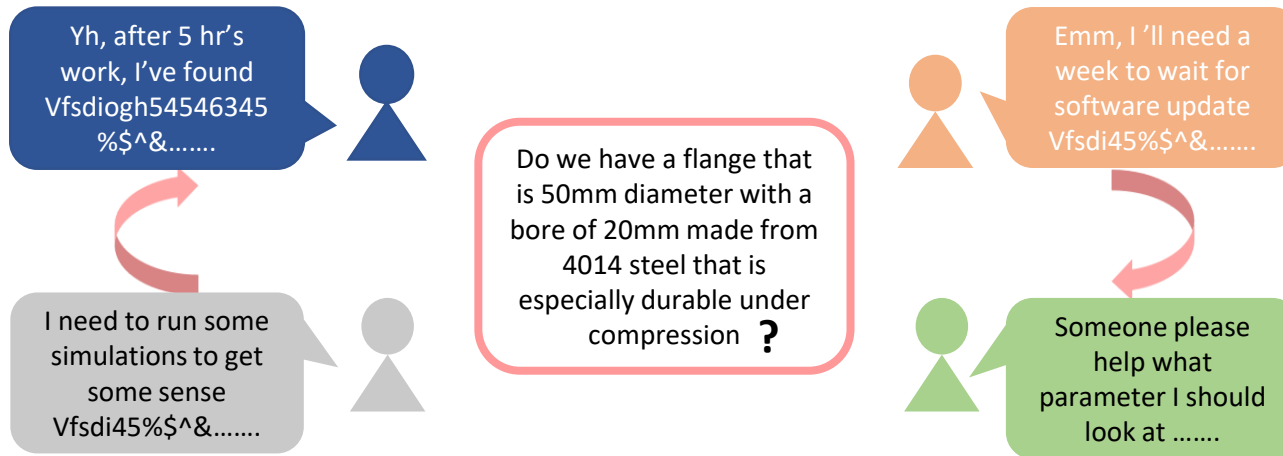 Yh, after 5 hr’s
work, I’ve found
Vfsdiogh54546345
%$^&…….
Emm, I ’ll need a
week to wait for
software update
Vfsdi45%$^&…….
Do we have a flange that
is 50mm diameter with a
bore of 20mm made from
4014 steel that is
especially durable under
compression ?
I need to run some
simulations to get
some sense
Vfsdi45%$^&…….
Someone please
help what
parameter I should
look at …….